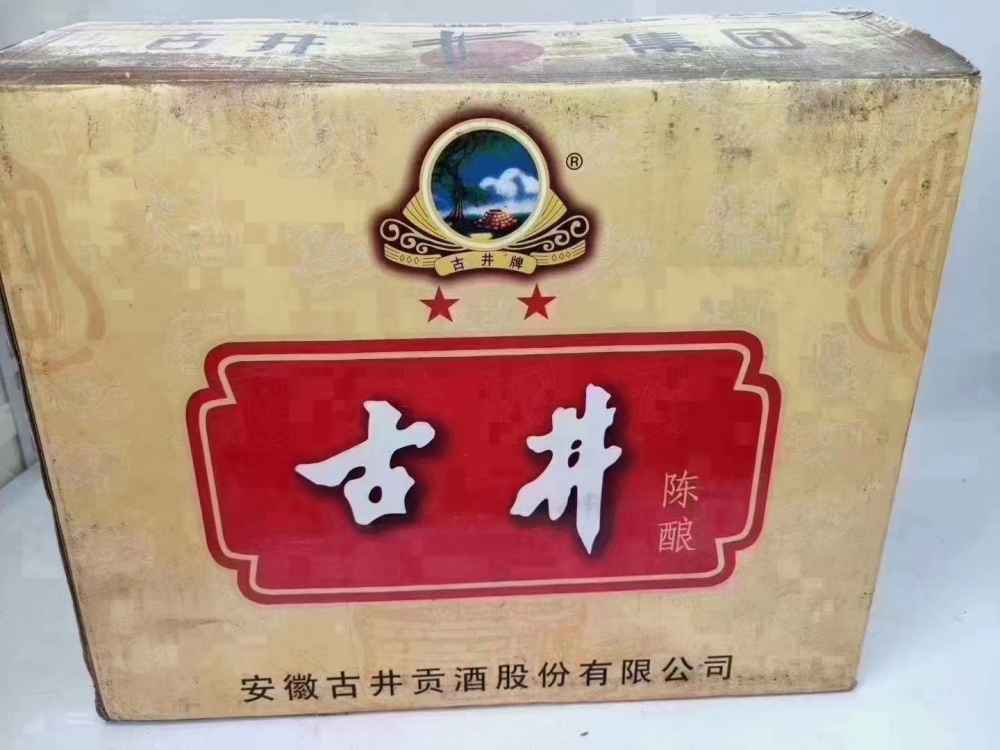 古井 集团
®
古井牌
古井
陈酿
安徽古井贡酒股份有限公司